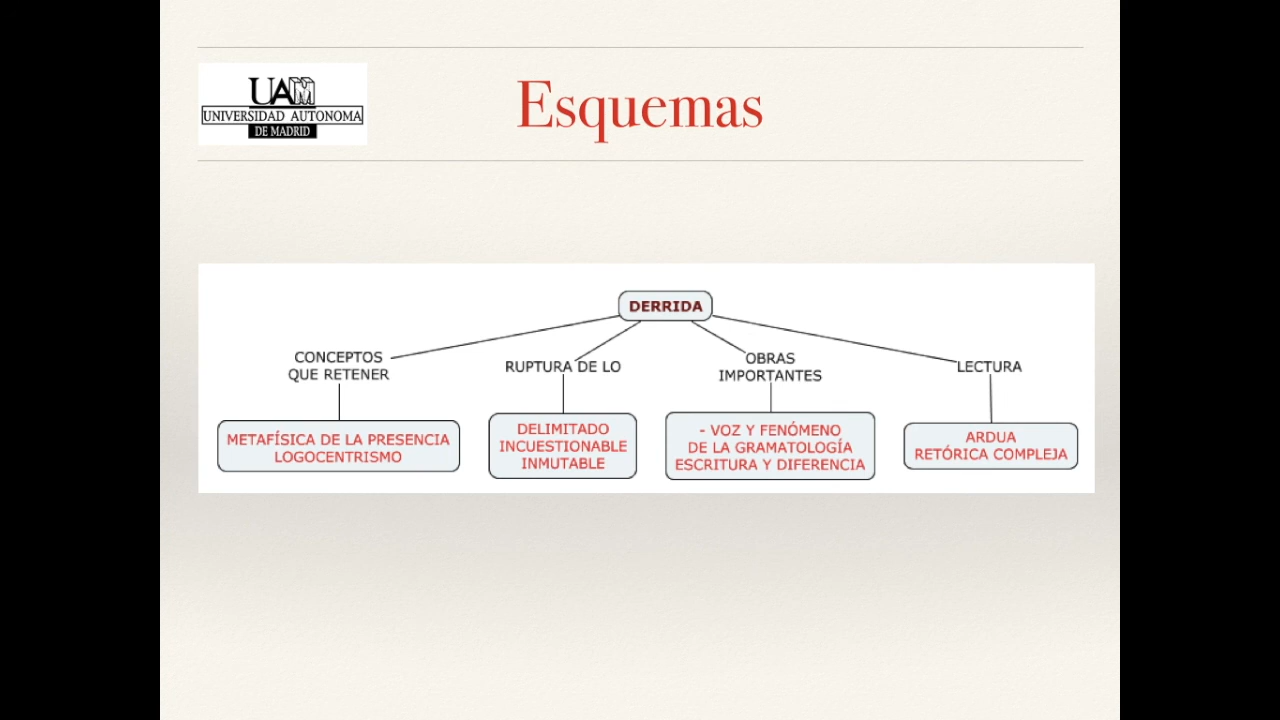 UAM
UNIVERSIDAD AUTONOMA
DE MADRID
Esquemas
DERRIDA
CONCEPTOS
QUE RETENER
METAFÍSICA DE LA PRESENCIA
LOGOCENTRISMO
RUPTURA DE LO
DELIMITADO
INCUESTIONABLE
INMUTABLE
OBRAS
IMPORTANTES
- VOZ Y FENÓMENO
DE LA GRAMATOLOGÍA
ESCRITURA Y DIFERENCIA
LECTURA
ARDUA
RETÓRICA COMPLEJA